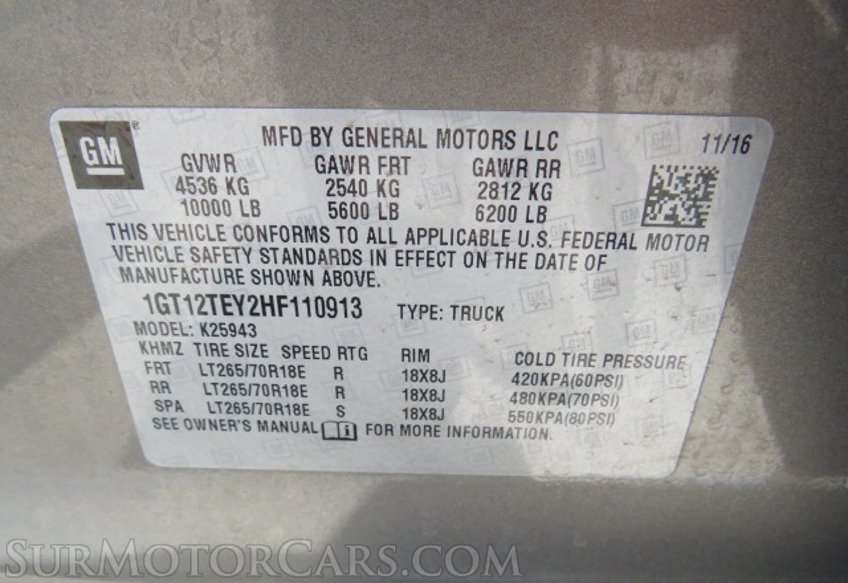 GM
MFD BY GENERAL MOTORS LLC 11/16
GVWR GAWR FRT GAWR RR
4536 KG 2540 KG 2812 KG
10000 LB 5600 LB 6200 LB
THIS VEHICLE CONFORMS TO ALL APPLICABLE U.S. FEDERAL MOTOR
VEHICLE SAFETY STANDARDS IN EFFECT ON THE DATE OF
MANUFACTURE SHOWN ABOVE.
1GT12TEY2HF110913 TYPE: TRUCK
MODEL: K25943
KHMZ TIRE SIZE SPEED RTG RIM COLD TIRE PRESSURE
FRT LT265/70R18E R 18X8J 420KPA(60PSI)
RR LT265/70R18E R 18X8J 480KPA(70PSI)
SPA LT265/70R18E S 18X8J 550KPA(80PSI)
SEE OWNER'S MANUAL FOR MORE INFORMATION.
SURMOTORCARS.COM